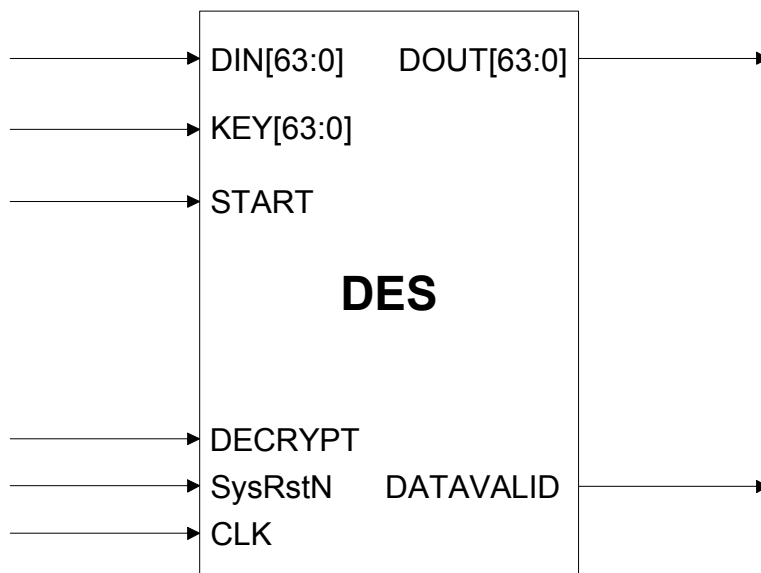 DIN[63:0] DOUT[63:0]
KEY[63:0]
START
DES
DECRYPT
SysRstN DATAVALID
CLK